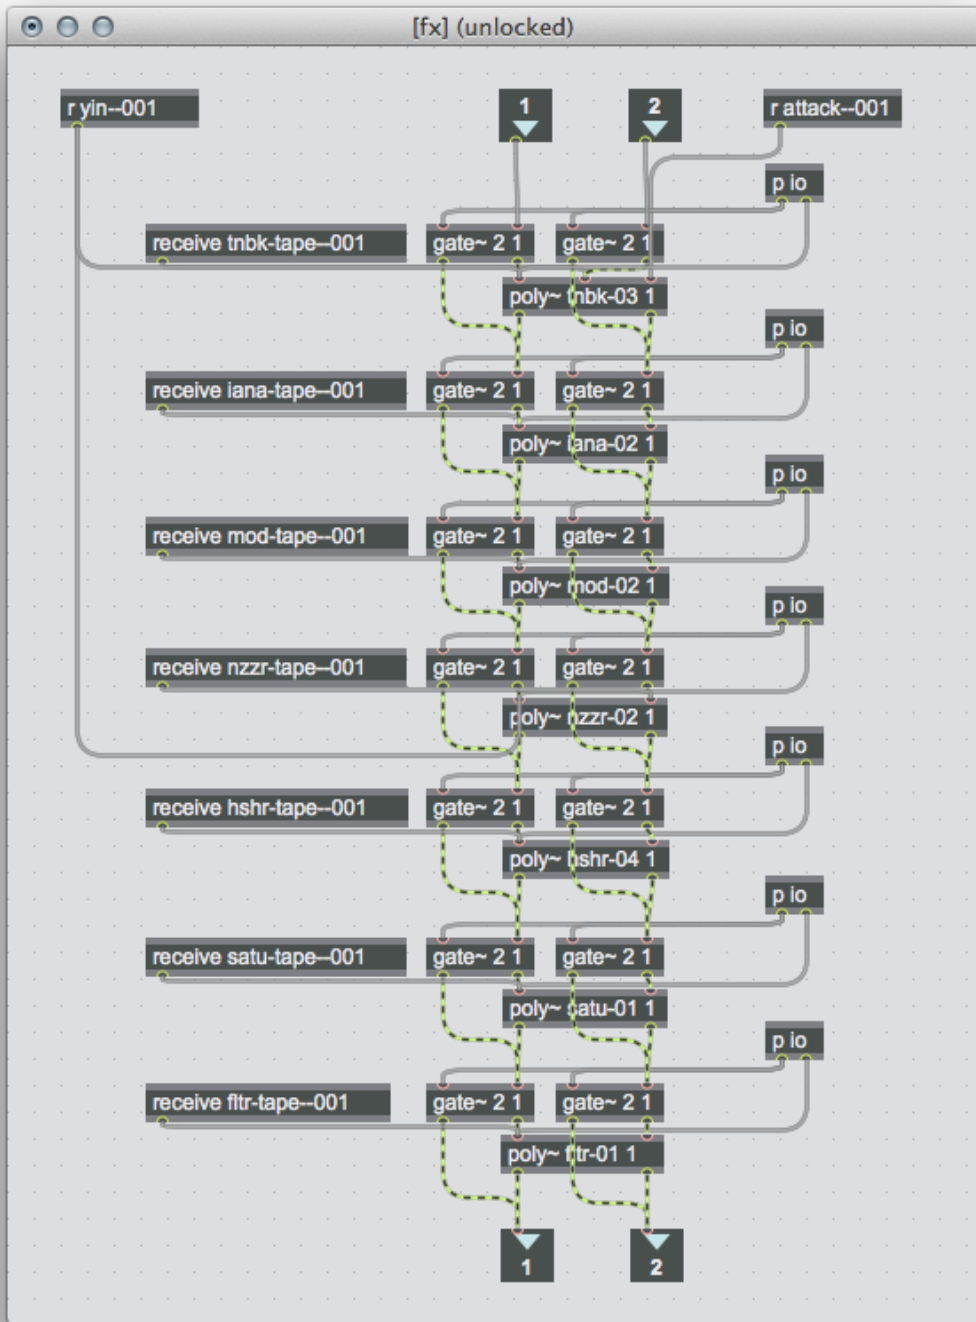 [fx] (unlocked)
r yin--001
1
2
r attack--001
p io
receive tnbk-tape--001
gate~ 2 1
gate~ 2 1
poly~ tnbk-03 1
p io
receive iana-tape--001
gate~ 2 1
gate~ 2 1
poly~ iana-02 1
p io
receive mod-tape--001
gate~ 2 1
gate~ 2 1
poly~ mod-02 1
p io
receive nzzr-tape--001
gate~ 2 1
gate~ 2 1
poly~ nzzr-02 1
p io
receive hshr-tape--001
gate~ 2 1
gate~ 2 1
poly~ hshr-04 1
p io
receive satu-tape--001
gate~ 2 1
gate~ 2 1
poly~ satu-01 1
p io
receive fltr-tape--001
gate~ 2 1
gate~ 2 1
poly~ fltr-01 1
1
2